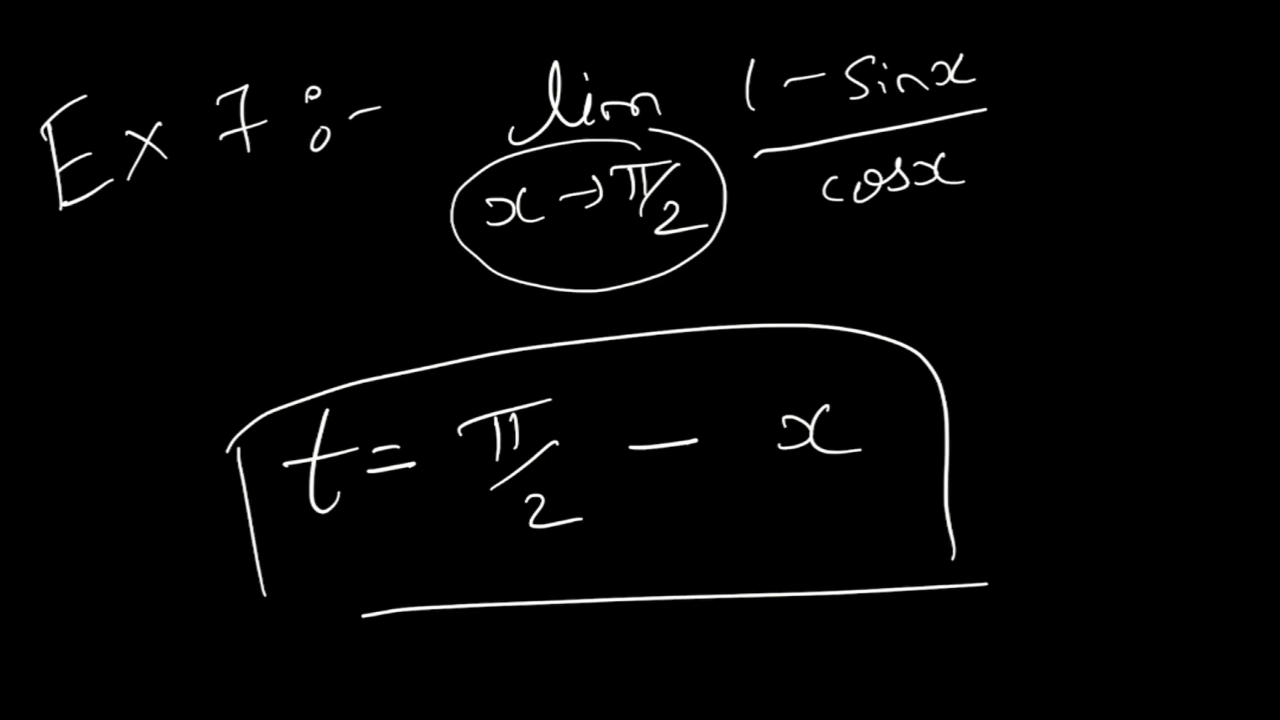 Ex 7 :- lim 1 - sinx
x → π/2 cosx
t = π/2 - x